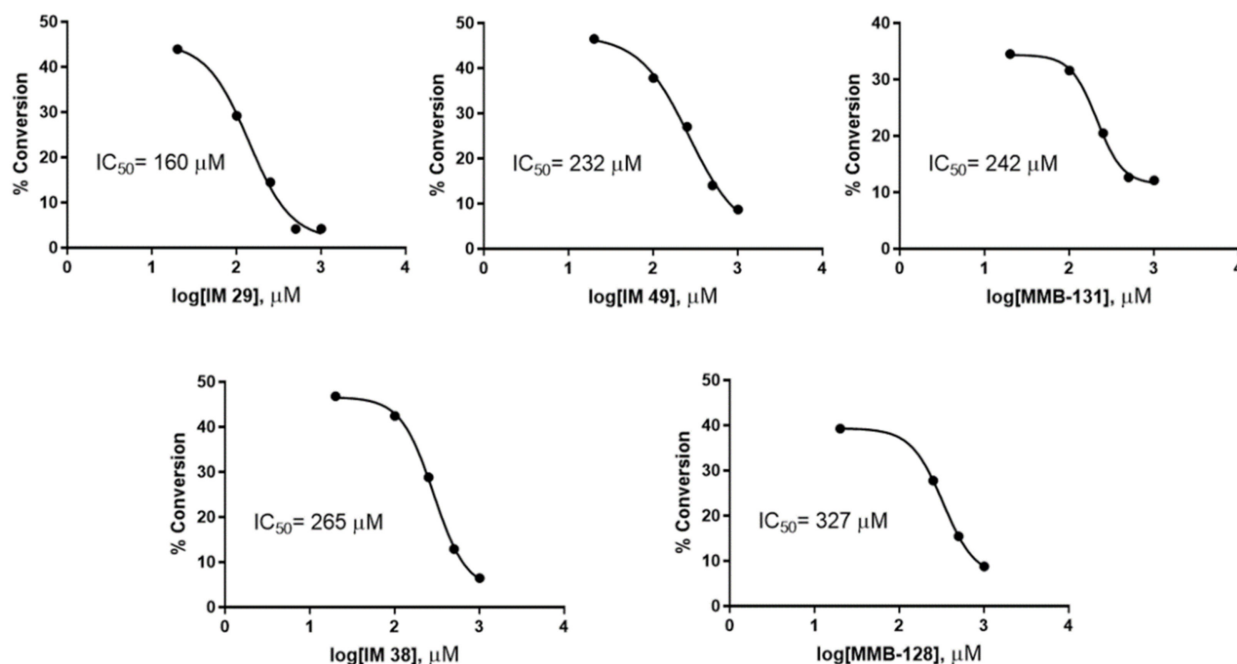 50
40
30
20
10
0
% Conversion
IC50= 160 μM
0 1 2 3 4
log[IM 29], μM
50
40
30
20
10
0
% Conversion
IC50= 232 μM
0 1 2 3 4
log[IM 49], μM
40
30
20
10
0
% Conversion
IC50= 242 μM
0 1 2 3 4
log[MMB-131], μM
50
40
30
20
10
0
% Conversion
IC50= 265 μM
0 1 2 3 4
log[IM 38], μM
50
40
30
20
10
0
% Conversion
IC50= 327 μM
0 1 2 3 4
log[MMB-128], μM